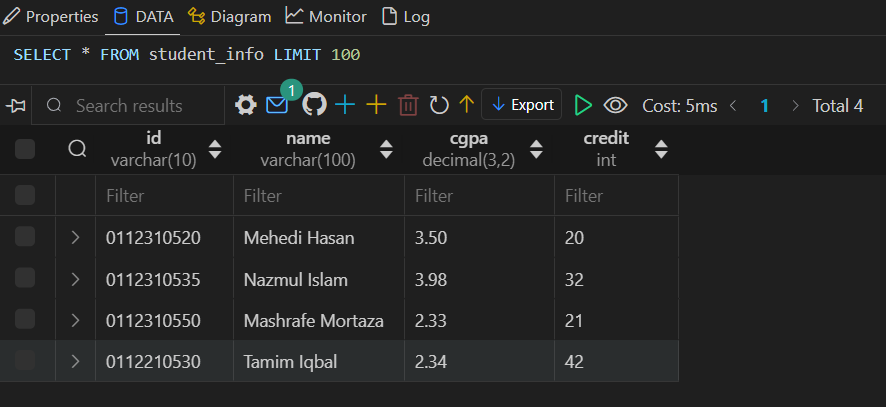 Properties DATA Diagram Monitor Log
SELECT * FROM student_info LIMIT 100
Search results 1 Export Cost: 5ms 1 Total 4
id name cgpa credit
varchar(10) varchar(100) decimal(3,2) int
Filter Filter Filter Filter
0112310520 Mehedi Hasan 3.50 20
0112310535 Nazmul Islam 3.98 32
0112310550 Mashrafe Mortaza 2.33 21
0112210530 Tamim Iqbal 2.34 42